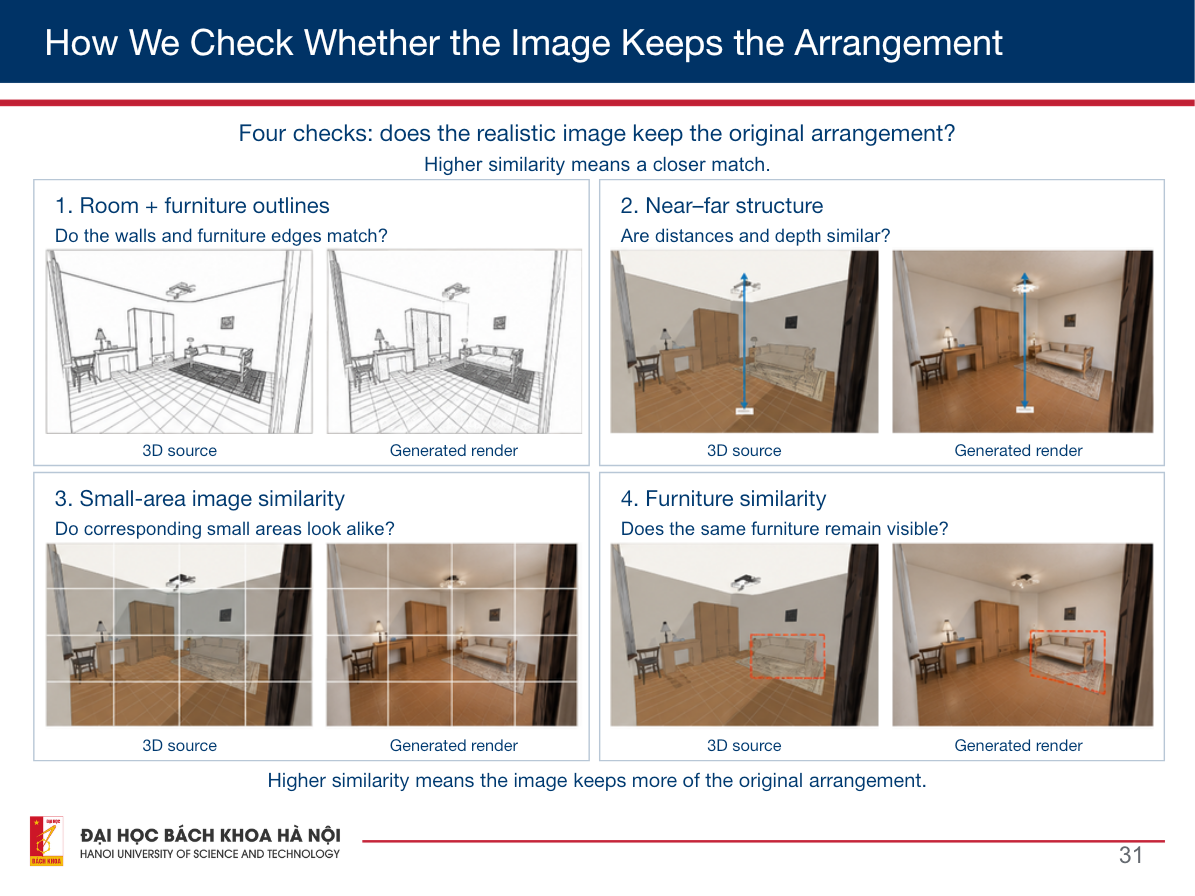 How We Check Whether the Image Keeps the Arrangement
Four checks: does the realistic image keep the original arrangement?
Higher similarity means a closer match.
1. Room + furniture outlines
Do the walls and furniture edges match?
3D source
Generated render
2. Near–far structure
Are distances and depth similar?
3D source
Generated render
3. Small-area image similarity
Do corresponding small areas look alike?
3D source
Generated render
4. Furniture similarity
Does the same furniture remain visible?
3D source
Generated render
Higher similarity means the image keeps more of the original arrangement.
ĐẠI HỌC
BÁCH KHOA
ĐẠI HỌC BÁCH KHOA HÀ NỘI
HANOI UNIVERSITY OF SCIENCE AND TECHNOLOGY
31